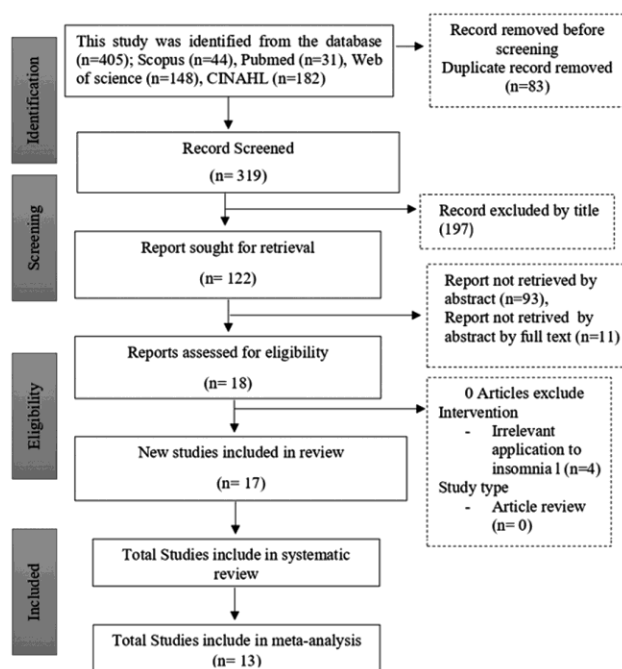 This study was identified from the database
(n=405); Scopus (n=44), Pubmed (n=31), Web
of science (n=148), CINAHL (n=182)
Record removed before
screening
Duplicate record removed
(n=83)
Identification
Record Screened
(n= 319)
Record excluded by title
(197)
Screening
Report sought for retrieval
(n= 122)
Report not retrieved by
abstract (n=93),
Report not retrived by
abstract by full text (n=11)
Reports assessed for eligibility
(n= 18)
Eligibility
0 Articles exclude
Intervention
- Irrelevant
application to
insomnia l (n=4)
Study type
- Article review
(n= 0)
New studies included in review
(n= 17)
Total Studies include in systematic
review
Included
Total Studies include in meta-analysis
(n= 13)